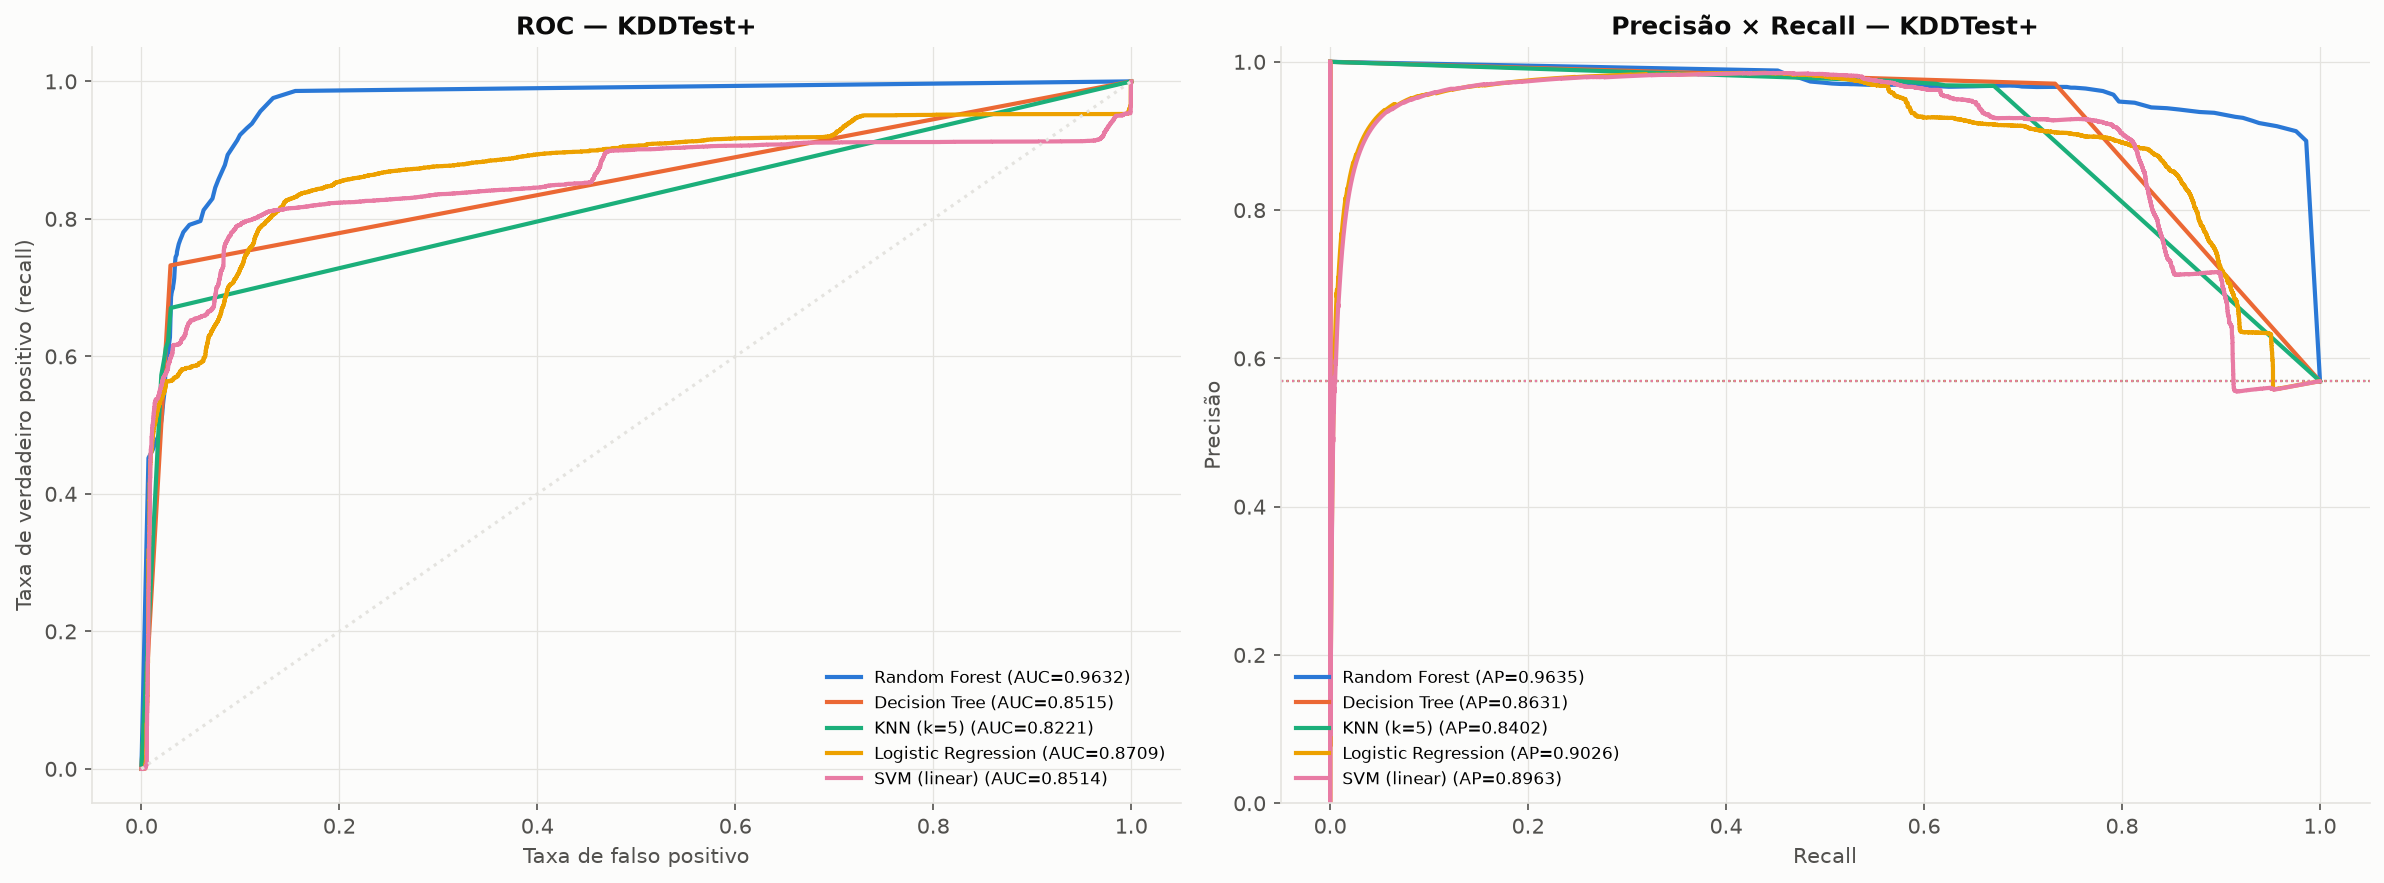 ROC — KDDTest+
Taxa de verdadeiro positivo (recall)
1.0
0.8
0.6
0.4
0.2
0.0
Random Forest (AUC=0.9632)
Decision Tree (AUC=0.8515)
KNN (k=5) (AUC=0.8221)
Logistic Regression (AUC=0.8709)
SVM (linear) (AUC=0.8514)
0.0 0.2 0.4 0.6 0.8 1.0
Taxa de falso positivo
Precisão × Recall — KDDTest+
Precisão
1.0
0.8
0.6
0.4
0.2
0.0
Random Forest (AP=0.9635)
Decision Tree (AP=0.8631)
KNN (k=5) (AP=0.8402)
Logistic Regression (AP=0.9026)
SVM (linear) (AP=0.8963)
0.0 0.2 0.4 0.6 0.8 1.0
Recall